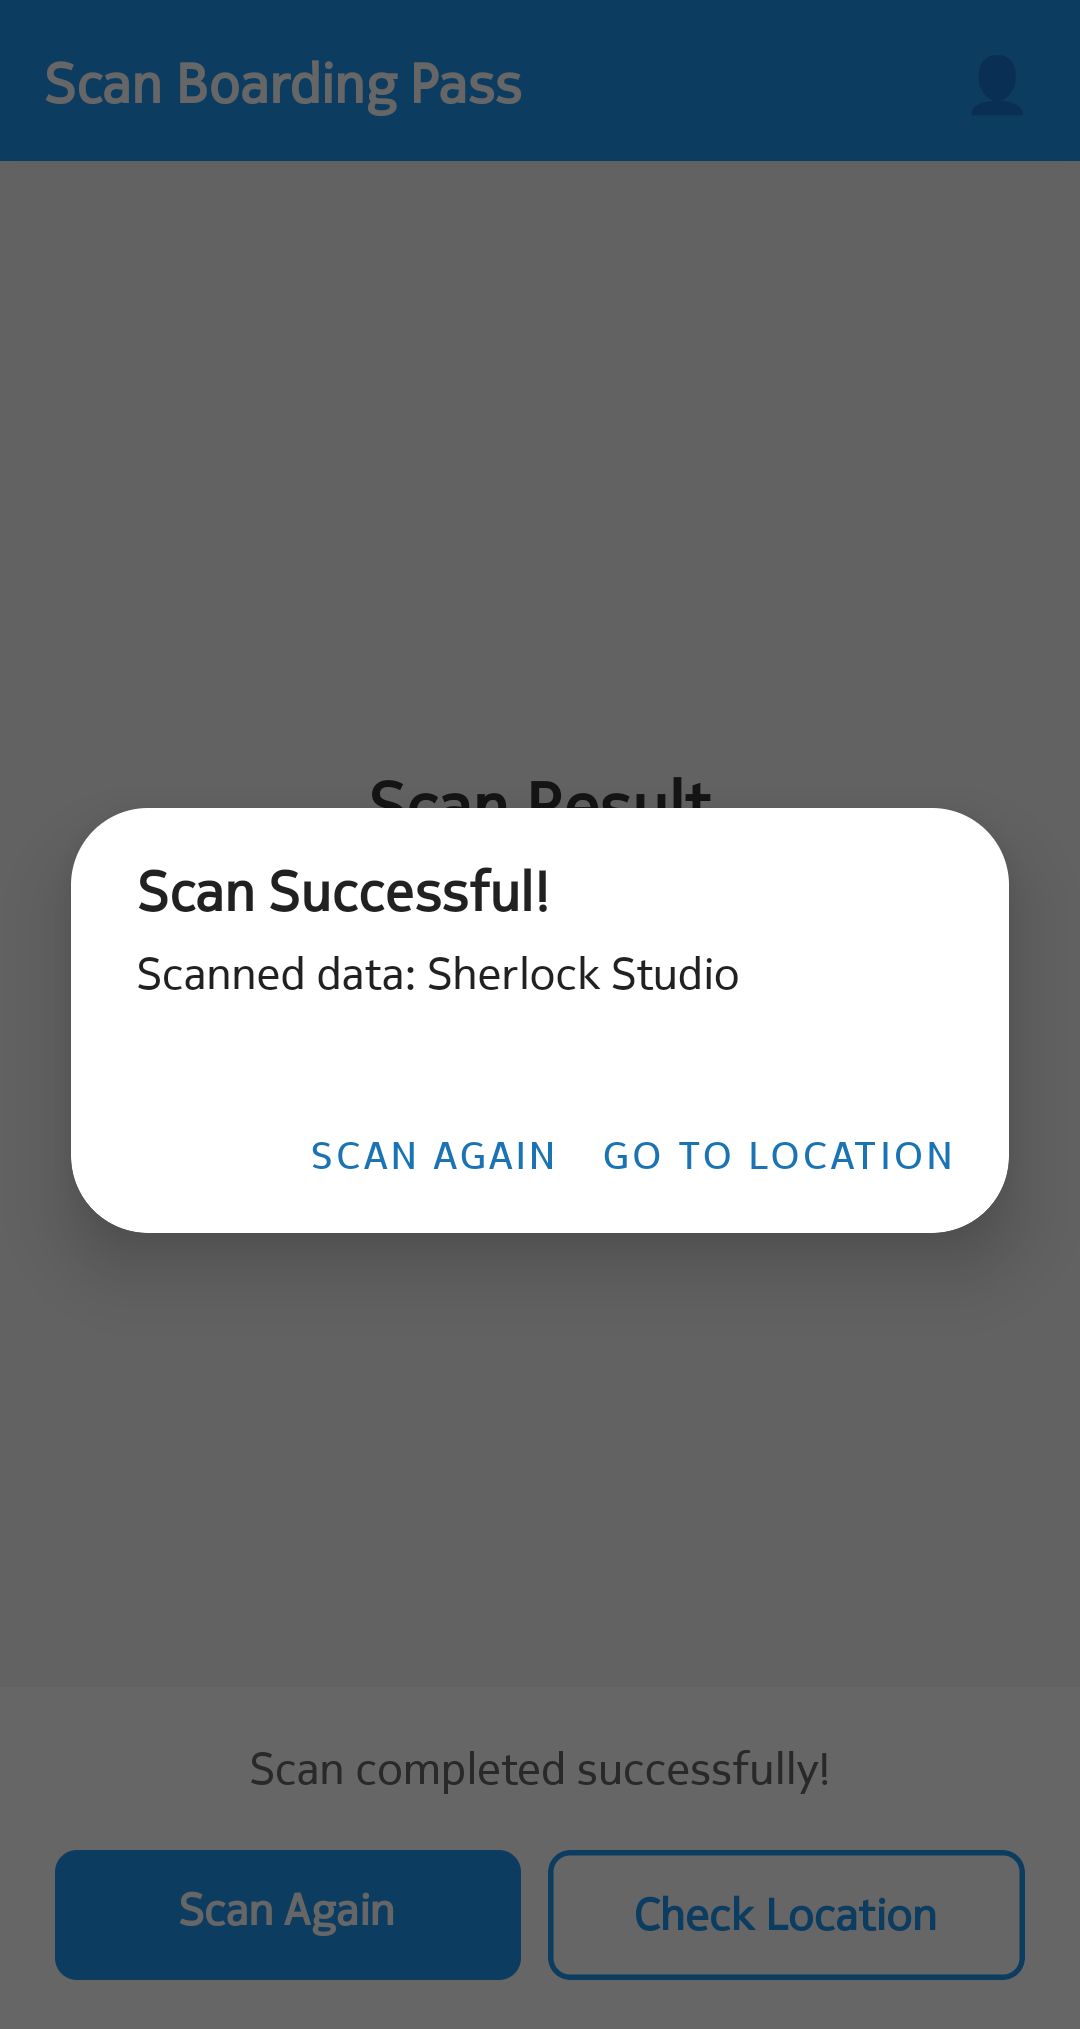 Scan Boarding Pass
Scan Result
Scan Successful!
Scanned data: Sherlock Studio
SCAN AGAIN GO TO LOCATION
Scan completed successfully!
Scan Again Check Location